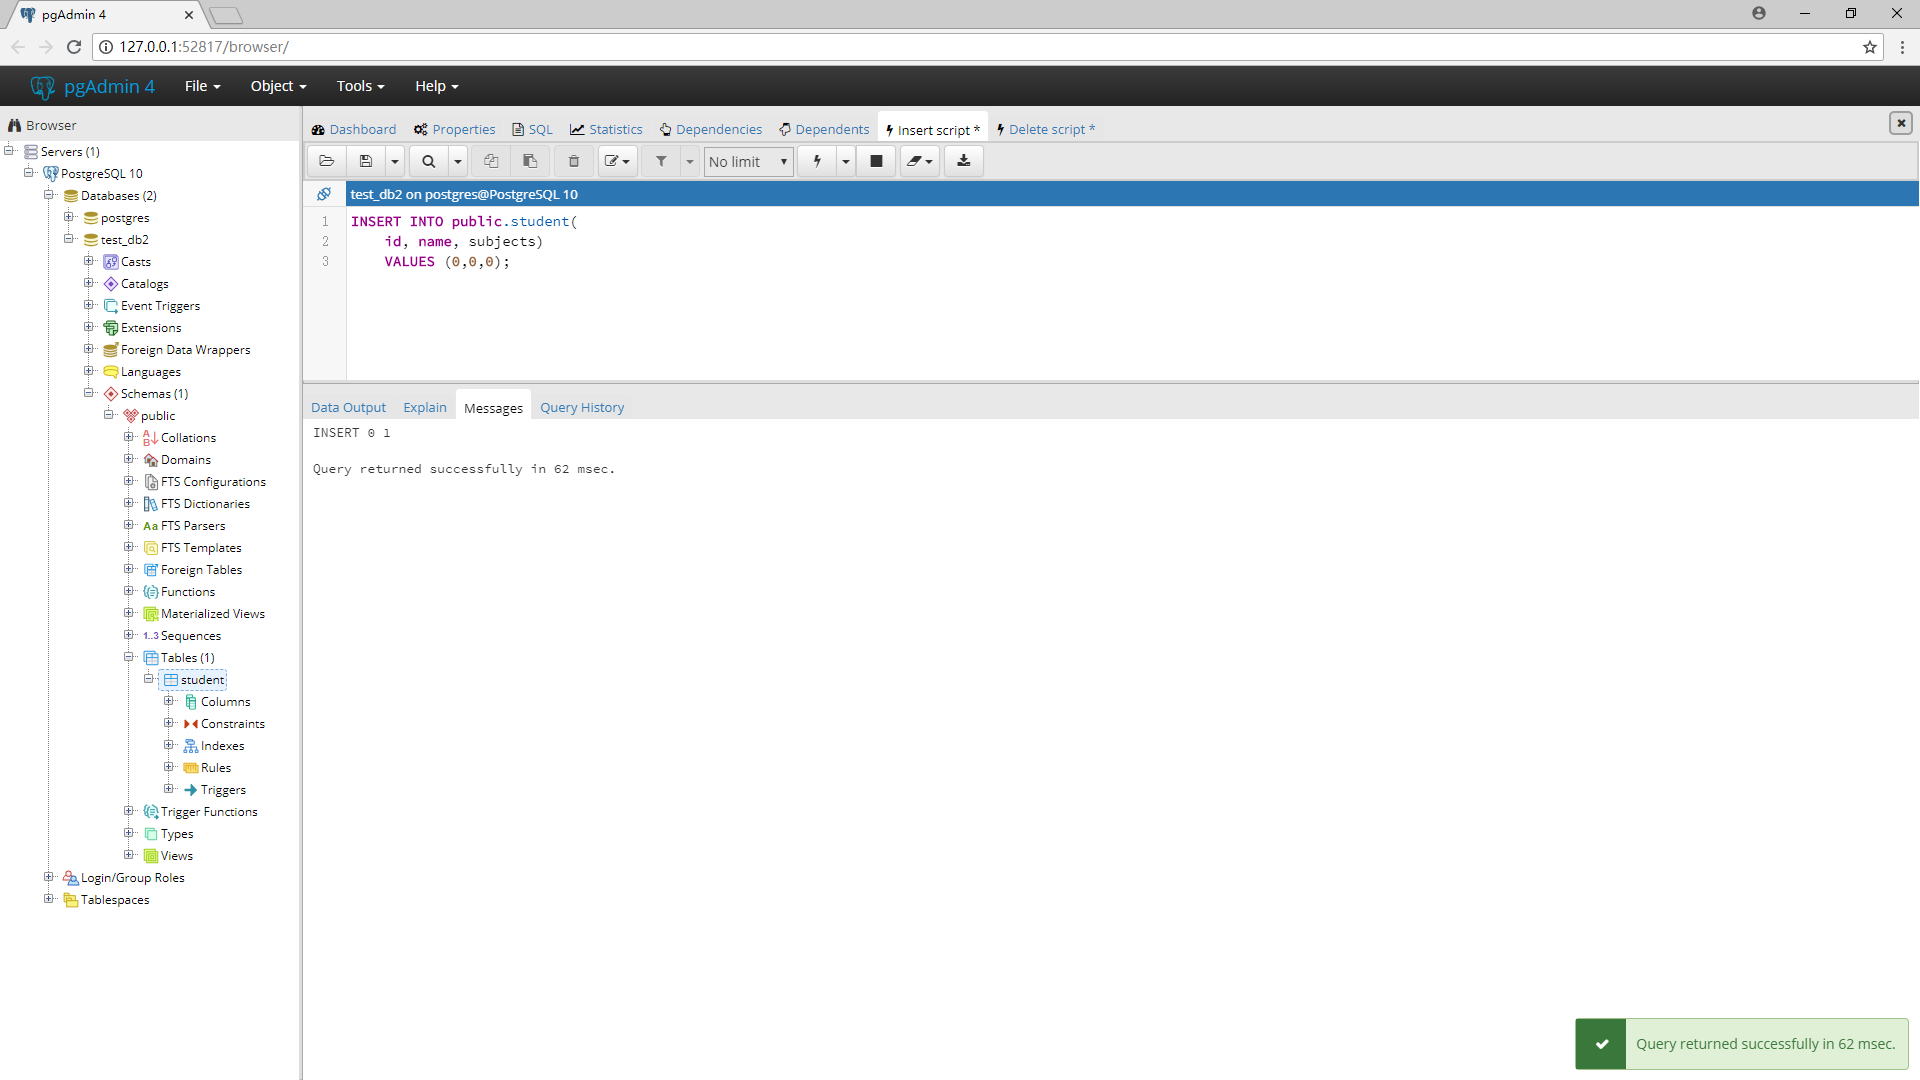 pgAdmin 4
127.0.0.1:52817/browser/
pgAdmin 4 File Object Tools Help
Browser
Servers (1)
PostgreSQL 10
Databases (2)
postgres
test_db2
Casts
Catalogs
Event Triggers
Extensions
Foreign Data Wrappers
Languages
Schemas (1)
public
Collations
Domains
FTS Configurations
FTS Dictionaries
Aa FTS Parsers
FTS Templates
Foreign Tables
Functions
Materialized Views
1..3 Sequences
Tables (1)
student
Columns
Constraints
Indexes
Rules
Triggers
Trigger Functions
Types
Views
Login/Group Roles
Tablespaces
Dashboard Properties SQL Statistics Dependencies Dependents Insert script * Delete script *
No limit
test_db2 on postgres@PostgreSQL 10
1 INSERT INTO public.student(
2 id, name, subjects)
3 VALUES (0,0,0);
Data Output Explain Messages Query History
INSERT 0 1
Query returned successfully in 62 msec.
Query returned successfully in 62 msec.